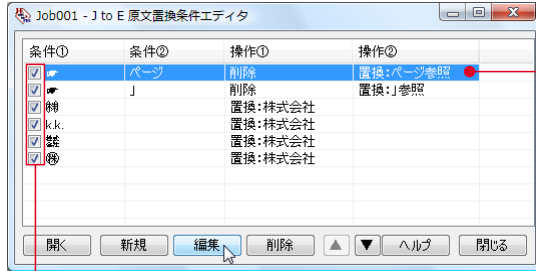 Job001 - J to E 原文置換条件エディタ
条件① 条件② 操作① 操作②
☛ ページ 削除 置換:ページ参照
☛ 」 削除 置換:」参照
㈱ 置換:株式会社
k.k. 置換:株式会社
㍿ 置換:株式会社
㊑ 置換:株式会社
開く 新規 編集 削除 ▲ ▼ ヘルプ 閉じる